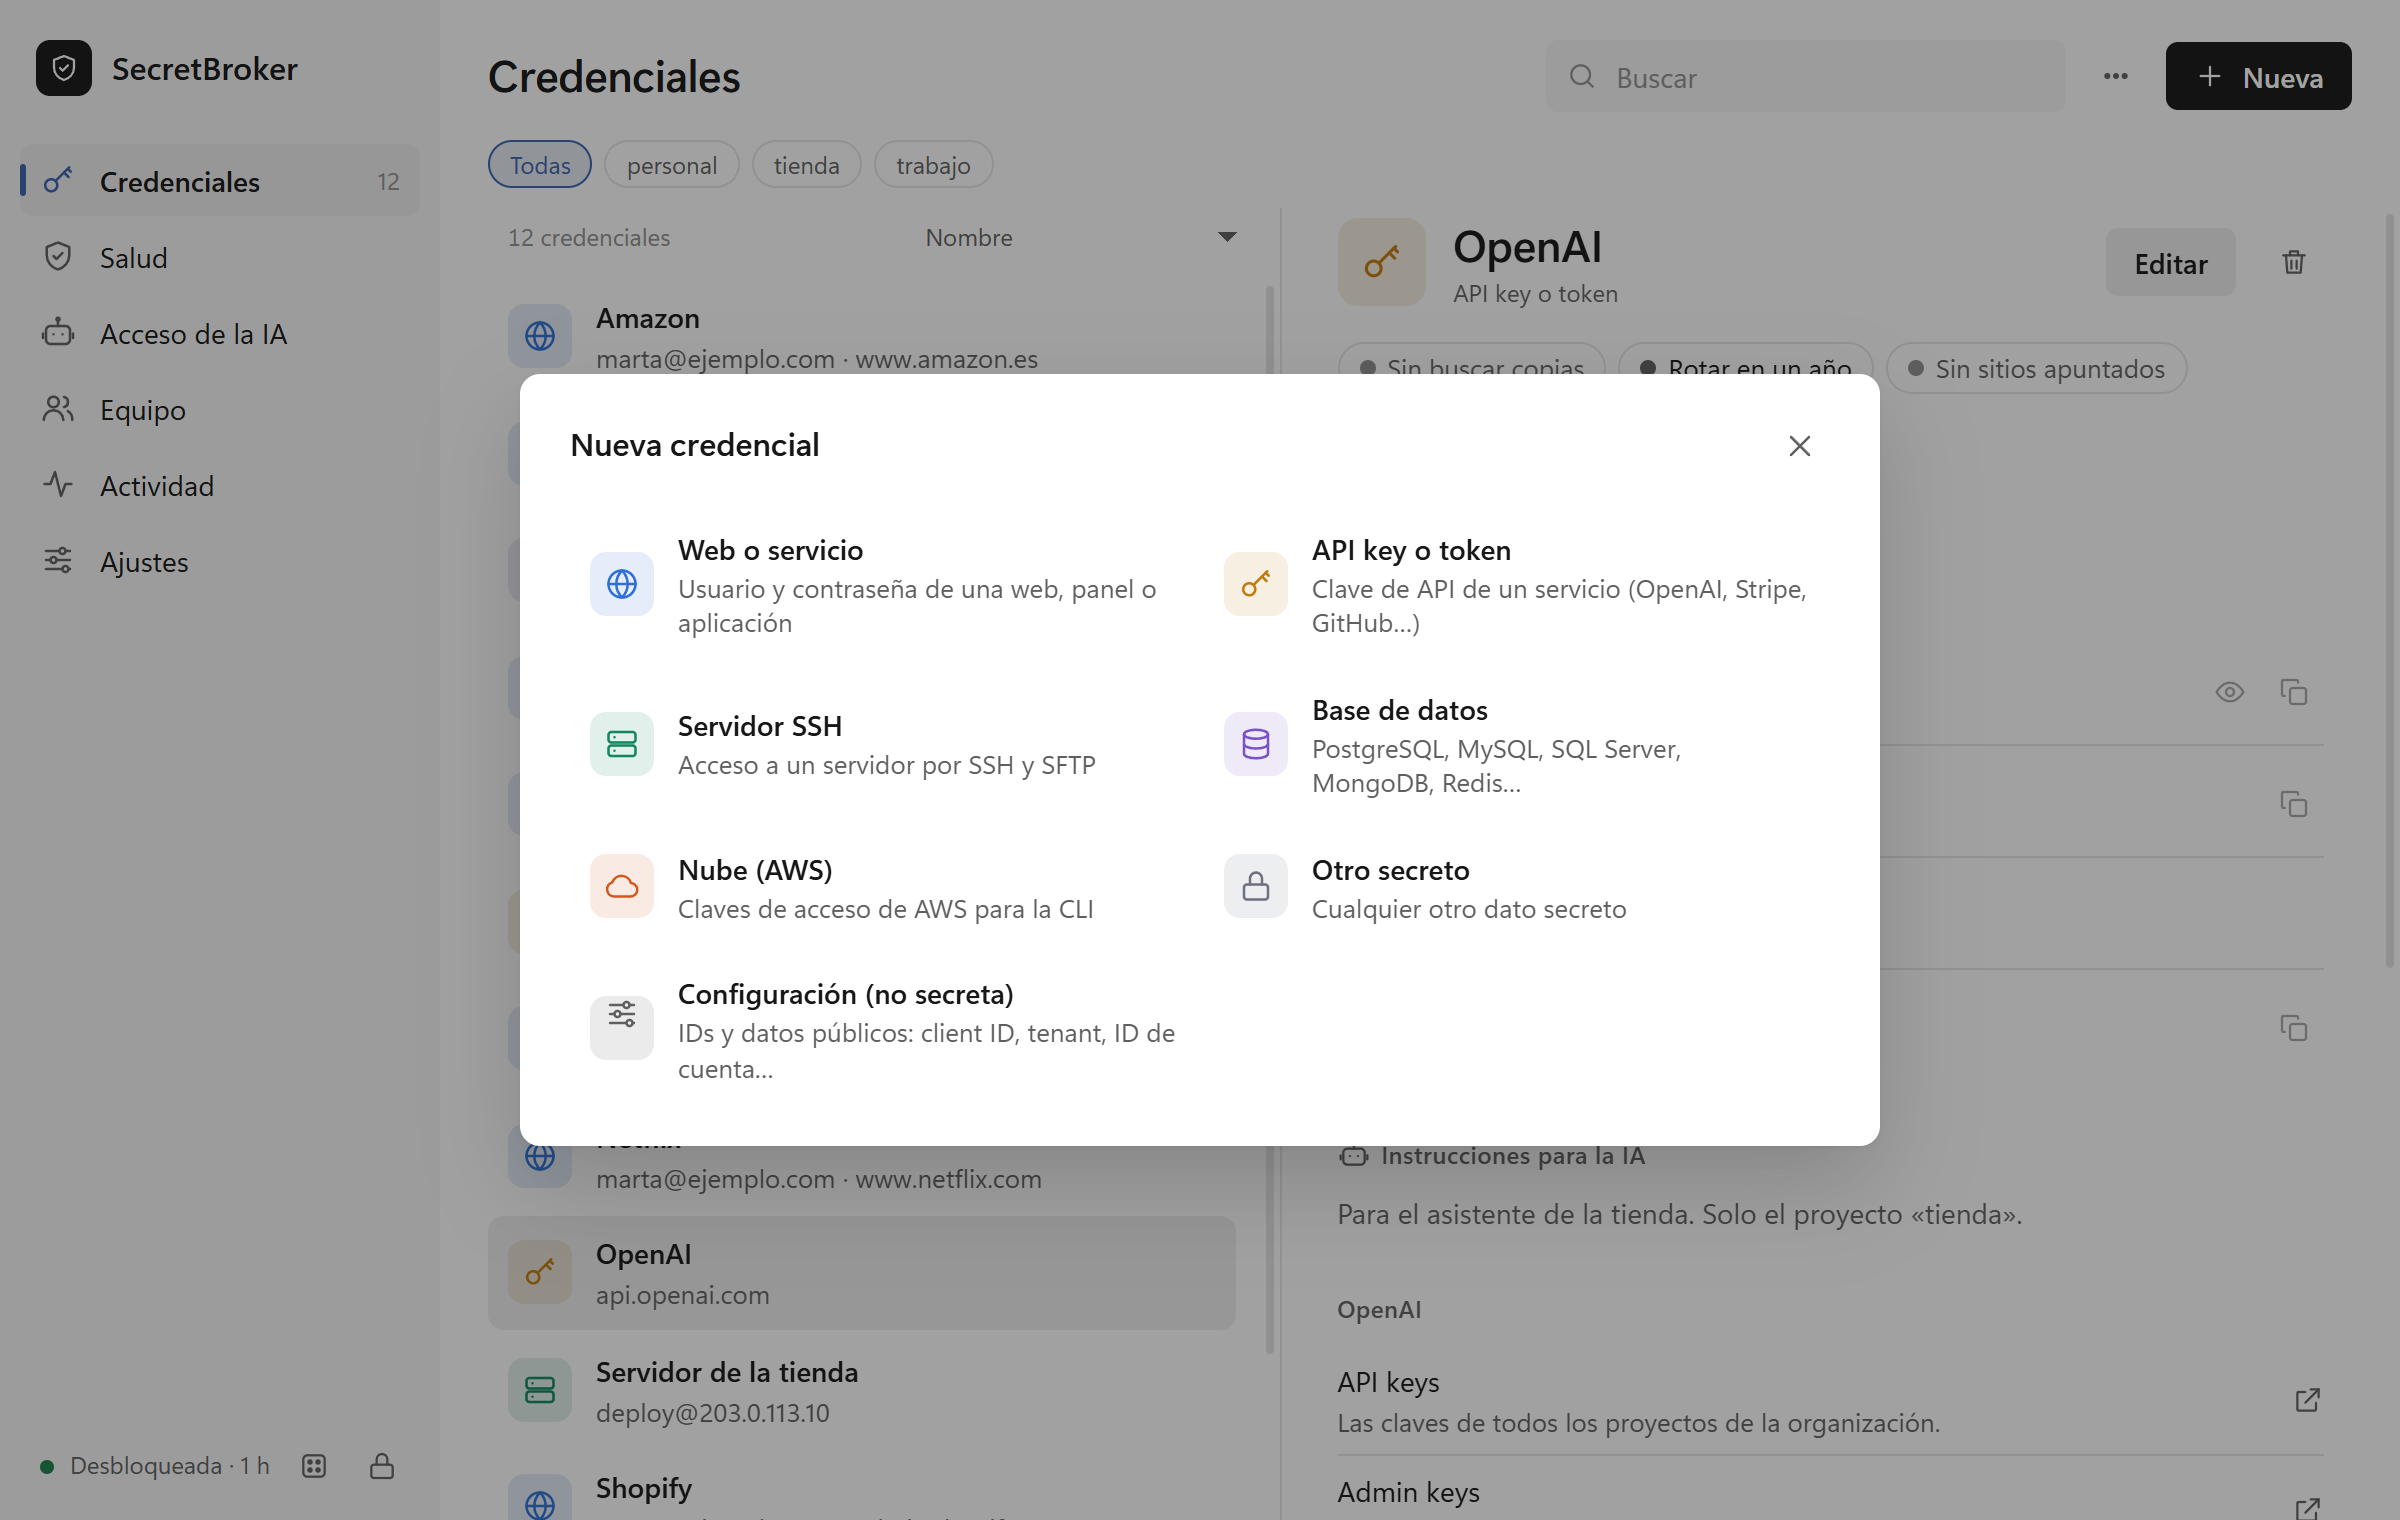 SecretBroker
Credenciales
12
Salud
Acceso de la IA
Equipo
Actividad
Ajustes
Desbloqueada · 1 h
Credenciales
Buscar
Nueva
Todas
personal
tienda
trabajo
12 credenciales
Nombre
Amazon
marta@ejemplo.com · www.amazon.es
marta@ejemplo.com · www.netflix.com
OpenAI
api.openai.com
Servidor de la tienda
deploy@203.0.113.10
Shopify
OpenAI
API key o token
Editar
Sin buscar copias
Rotar en un año
Sin sitios apuntados
Nueva credencial
Web o servicio
Usuario y contraseña de una web, panel o
aplicación
API key o token
Clave de API de un servicio (OpenAI, Stripe,
GitHub...)
Servidor SSH
Acceso a un servidor por SSH y SFTP
Base de datos
PostgreSQL, MySQL, SQL Server,
MongoDB, Redis...
Nube (AWS)
Claves de acceso de AWS para la CLI
Otro secreto
Cualquier otro dato secreto
Configuración (no secreta)
IDs y datos públicos: client ID, tenant, ID de
cuenta...
Instrucciones para la IA
Para el asistente de la tienda. Solo el proyecto «tienda».
OpenAI
API keys
Las claves de todos los proyectos de la organización.
Admin keys